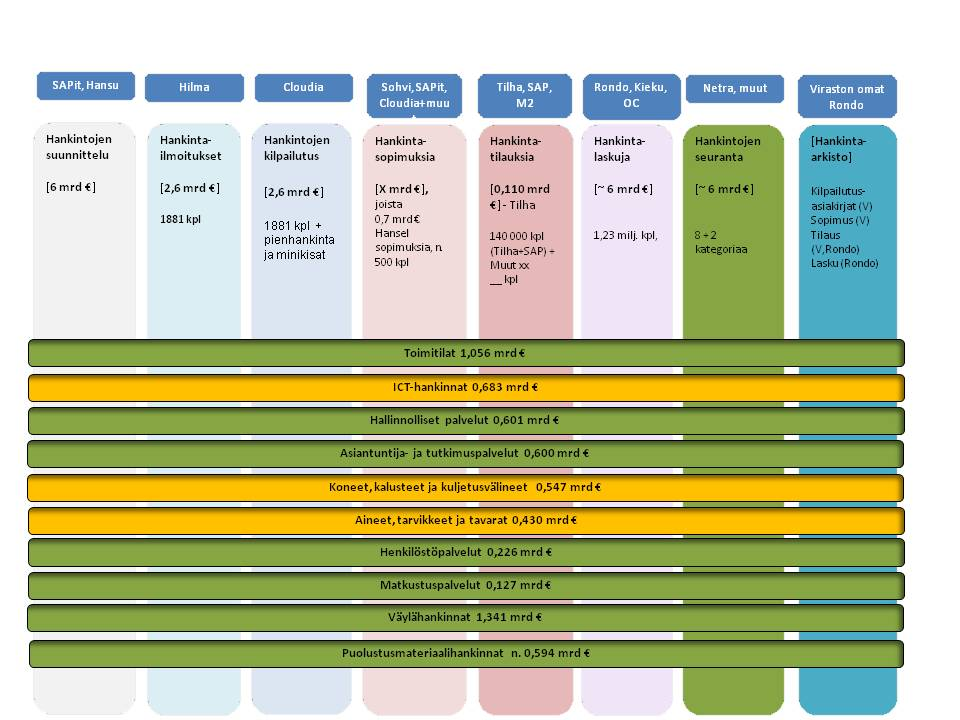 SAPit, Hansu
Hilma
Cloudia
Sohvi, SAPit,
Cloudia+muu
Tilha, SAP,
M2
Rondo, Kieku,
OC
Netra, muut
Viraston omat
Rondo
Hankintojen
suunnittelu
[6 mrd €]
Hankinta-
ilmoitukset
[2,6 mrd €]
1881 kpl
Hankintojen
kilpailutus
[2,6 mrd €]
1881 kpl +
pienhankinta
ja minikisat
Hankinta-
sopimuksia
[X mrd €],
joista
0,7 mrd €
Hansel
sopimuksia, n.
500 kpl
Hankinta-
tilauksia
[0,110 mrd
€] - Tilha
140 000 kpl
(Tilha+SAP) +
Muut xx
__ kpl
Hankinta-
laskuja
[~ 6 mrd €]
1,23 milj. kpl,
Hankintojen
seuranta
[~ 6 mrd €]
8 + 2
kategoriaa
[Hankinta-
arkisto]
Kilpailutus-
asiakirjat (V)
Sopimus (V)
Tilaus
(V,Rondo)
Lasku (Rondo)
Toimitilat 1,056 mrd €
ICT-hankinnat 0,683 mrd €
Hallinnolliset palvelut 0,601 mrd €
Asiantuntija- ja tutkimuspalvelut 0,600 mrd €
Koneet, kalusteet ja kuljetusvälineet 0,547 mrd €
Aineet, tarvikkeet ja tavarat 0,430 mrd €
Henkilöstöpalvelut 0,226 mrd €
Matkustuspalvelut 0,127 mrd €
Väylähankinnat 1,341 mrd €
Puolustusmateriaalihankinnat n. 0,594 mrd €